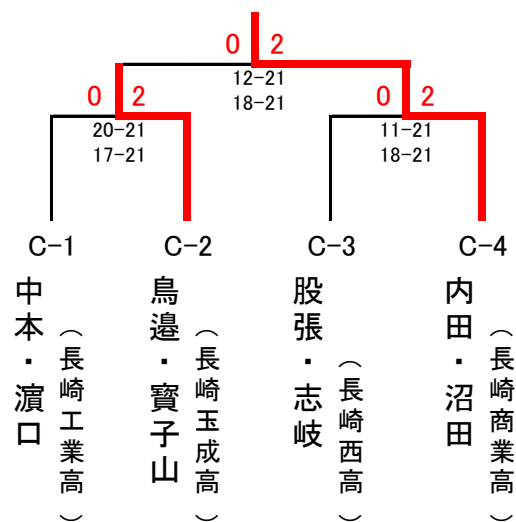 0 2
12-21
18-21
0 2
20-21
17-21
0 2
11-21
18-21
C-1
C-2
C-3
C-4
中本・濵口
（長崎工業高）
鳥邉・寳子山
（長崎玉成高）
股張・志岐
（長崎西高）
内田・沼田
（長崎商業高）